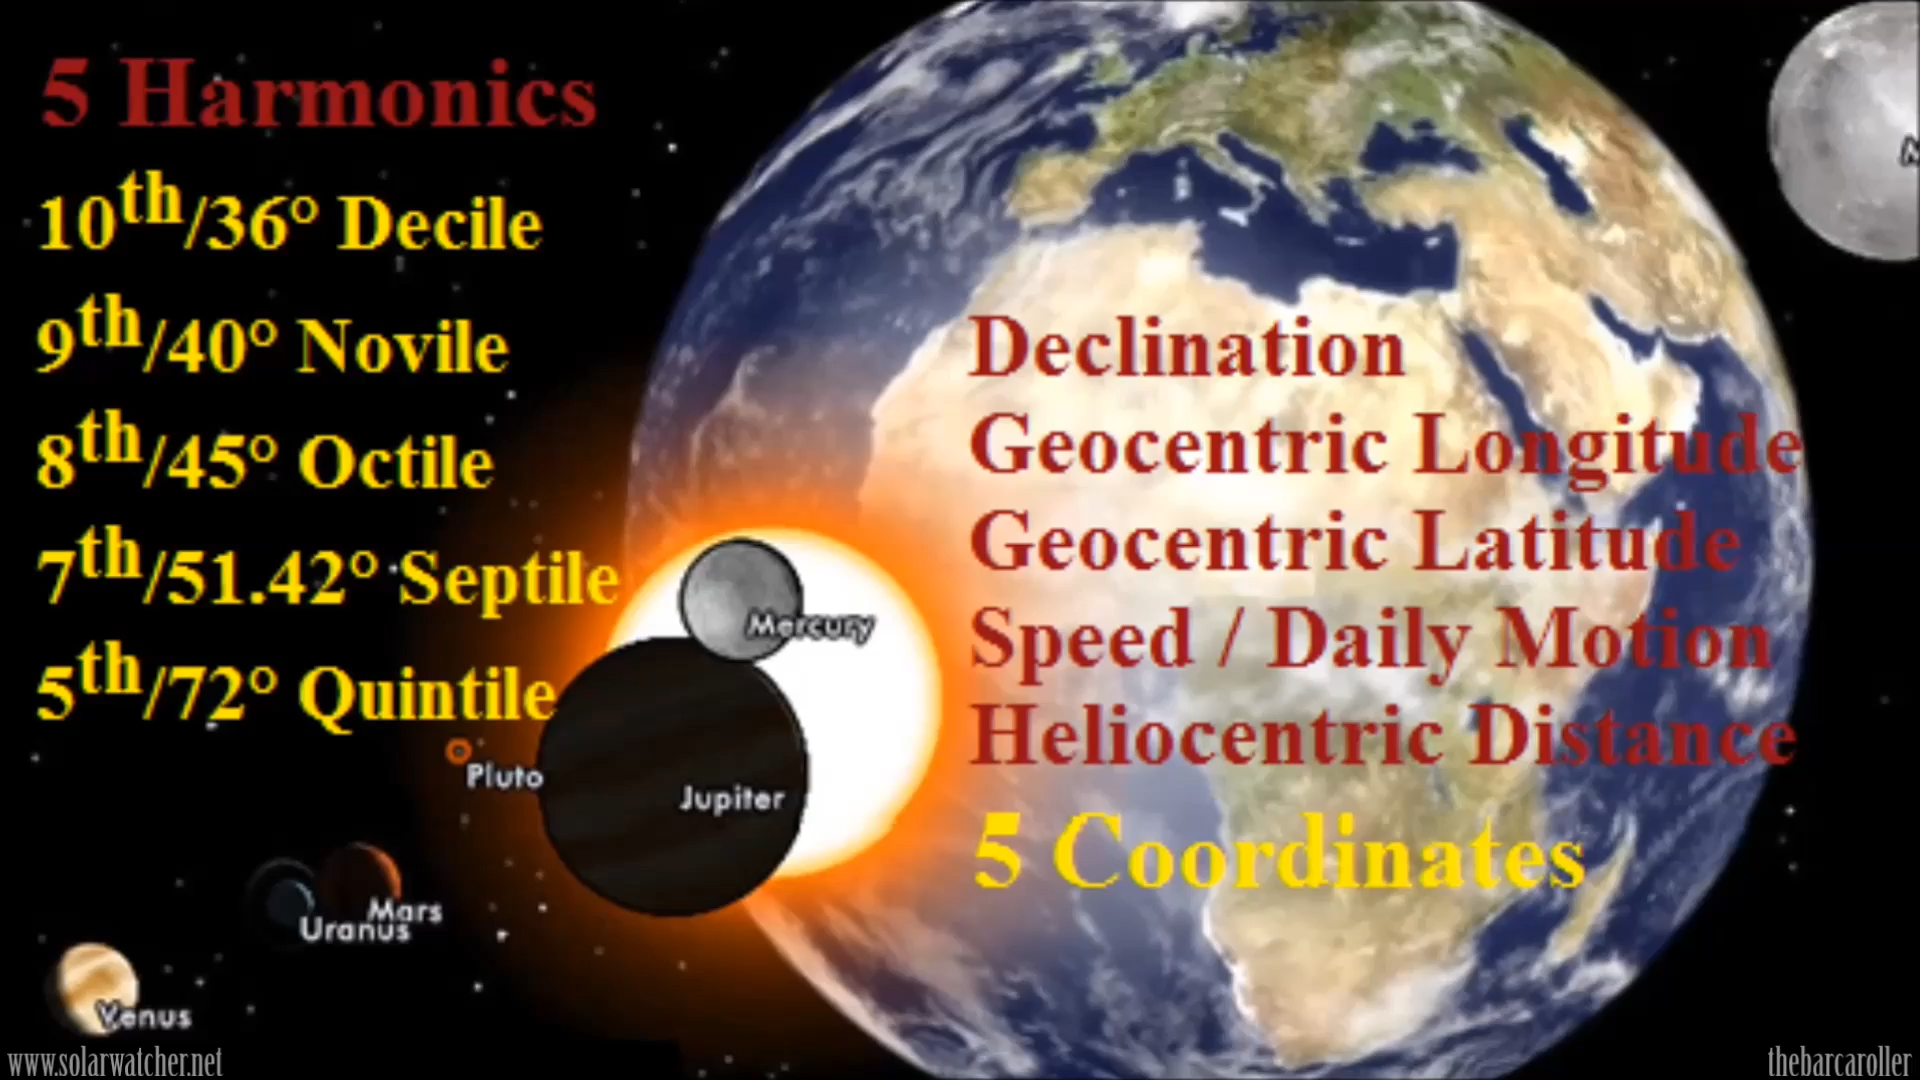 5 Harmonics
10th/36° Decile
9th/40° Novile
8th/45° Octile
7th/51.42° Septile
5th/72° Quintile
Declination
Geocentric Longitude
Geocentric Latitude
Speed / Daily Motion
Heliocentric Distance
5 Coordinates
Mercury
Pluto
Jupiter
Mars
Uranus
Venus
www.solarwatcher.net
thebarcaroller